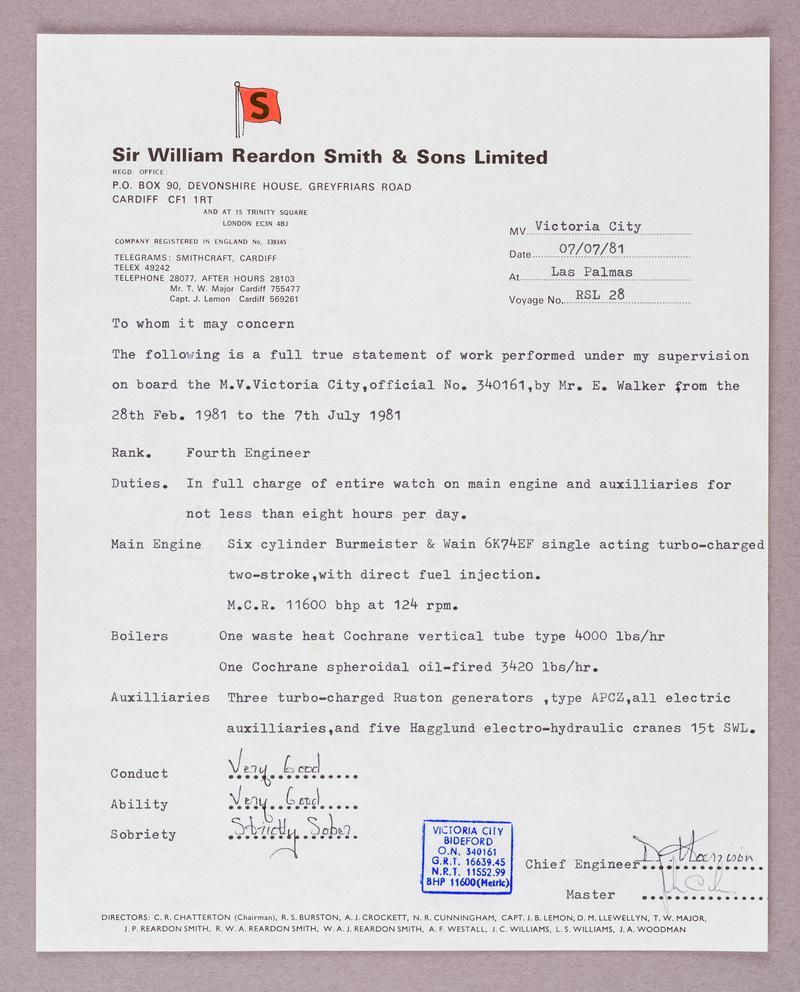 S
Sir William Reardon Smith & Sons Limited
REGD. OFFICE:
P.O. BOX 90, DEVONSHIRE HOUSE, GREYFRIARS ROAD
CARDIFF CF1 1RT
AND AT 15 TRINITY SQUARE
LONDON EC3N 4BJ
COMPANY REGISTERED IN ENGLAND No. 339345
TELEGRAMS: SMITHCRAFT, CARDIFF
TELEX 49242
TELEPHONE 28077, AFTER HOURS 28103
Mr. T. W. Major Cardiff 755477
Capt. J. Lemon Cardiff 569261
MV Victoria City
Date 07/07/81
At Las Palmas
Voyage No. RSL 28
To whom it may concern
The following is a full true statement of work performed under my supervision
on board the M.V.Victoria City,official No. 340161,by Mr. E. Walker from the
28th Feb. 1981 to the 7th July 1981
Rank. Fourth Engineer
Duties. In full charge of entire watch on main engine and auxilliaries for
not less than eight hours per day.
Main Engine Six cylinder Burmeister & Wain 6K74EF single acting turbo-charged
two-stroke,with direct fuel injection.
M.C.R. 11600 bhp at 124 rpm.
Boilers One waste heat Cochrane vertical tube type 4000 lbs/hr
One Cochrane spheroidal oil-fired 3420 lbs/hr.
Auxilliaries Three turbo-charged Ruston generators ,type APCZ,all electric
auxilliaries,and five Hagglund electro-hydraulic cranes 15t SWL.
Conduct Very Good
Ability Very Good
Sobriety Strictly Sober
VICTORIA CITY
BIDEFORD
O.N. 340161
G.R.T. 16639.45
N.R.T. 11552.99
BHP 11600 (Metric)
Chief Engineer
Master
DIRECTORS: C. R. CHATTERTON (Chairman), R. S. BURSTON, A. J. CROCKETT, N. R. CUNNINGHAM, CAPT. J. B. LEMON, D. M. LLEWELLYN, T. W. MAJOR,
J. P. REARDON SMITH, R. W. A. REARDON SMITH, W. A. J. REARDON SMITH, A. F. WESTALL, J. C. WILLIAMS, L. S. WILLIAMS, J. A. WOODMAN